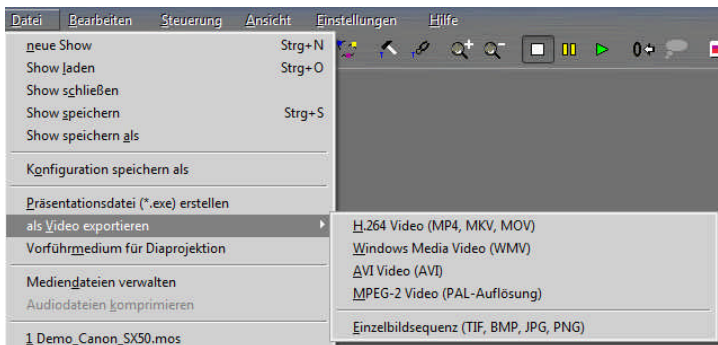 Datei Bearbeiten Steuerung Ansicht Einstellungen Hilfe
neue Show Strg+N
Show laden Strg+O
Show schließen
Show speichern Strg+S
Show speichern als
Konfiguration speichern als
Präsentationsdatei (*.exe) erstellen
als Video exportieren
Vorführmedium für Diaprojektion
Mediendateien verwalten
Audiodateien komprimieren
1 Demo_Canon_SX50.mos
0
H.264 Video (MP4, MKV, MOV)
Windows Media Video (WMV)
AVI Video (AVI)
MPEG-2 Video (PAL-Auflösung)
Einzelbildsequenz (TIF, BMP, JPG, PNG)